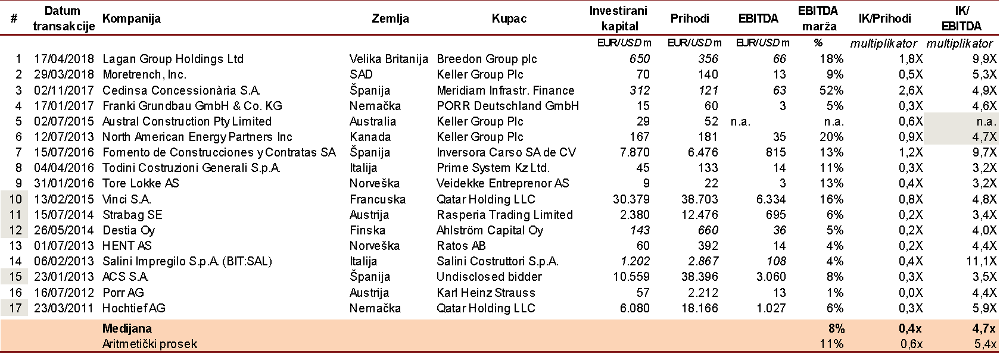 # Datum transakcije Kompanija Zemlja Kupac Investirani kapital Prihodi EBITDA EBITDA marža IK/Prihodi IK/ EBITDA
EUR/USD m EUR/USD m EUR/USD m % multiplikator multiplikator
1 17/04/2018 Lagan Group Holdings Ltd Velika Britanija Breedon Group plc 650 356 66 18% 1,8X 9,9X
2 29/03/2018 Moretrench, Inc. SAD Keller Group Plc 70 140 13 9% 0,5X 5,3X
3 02/11/2017 Cedinsa Concessionària S.A. Španija Meridiam Infrastr. Finance 312 121 63 52% 2,6X 4,9X
4 17/01/2017 Franki Grundbau GmbH & Co. KG Nemačka PORR Deutschland GmbH 15 60 3 5% 0,3X 4,6X
5 02/07/2015 Austral Construction Pty Limited Australia Keller Group Plc 29 52 n.a. n.a. 0,6X n.a.
6 12/07/2013 North American Energy Partners Inc Kanada Keller Group Plc 167 181 35 20% 0,9X 4,7X
7 15/07/2016 Fomento de Construcciones y Contratas SA Španija Inversora Carso SA de CV 7.870 6.476 815 13% 1,2X 9,7X
8 04/04/2016 Todini Costruzioni Generali S.p.A. Italija Prime System Kz Ltd. 45 133 14 11% 0,3X 3,2X
9 31/01/2016 Tore Lokke AS Norveška Veidekke Entreprenor AS 9 22 3 13% 0,4X 3,2X
10 13/02/2015 Vinci S.A. Francuska Qatar Holding LLC 30.379 38.703 6.334 16% 0,8X 4,8X
11 15/07/2014 Strabag SE Austrija Rasperia Trading Limited 2.380 12.476 695 6% 0,2X 3,4X
12 26/05/2014 Destia Oy Finska Ahlström Capital Oy 143 660 36 5% 0,2X 4,0X
13 01/07/2013 HENT AS Norveška Ratos AB 60 392 14 4% 0,2X 4,4X
14 06/02/2013 Salini Impregilo S.p.A. (BIT:SAL) Italija Salini Costruttori S.p.A. 1.202 2.867 108 4% 0,4X 11,1X
15 23/01/2013 ACS S.A. Španija Undisclosed bidder 10.559 38.396 3.060 8% 0,3X 3,5X
16 16/07/2012 Porr AG Austrija Karl Heinz Strauss 57 2.212 13 1% 0,0X 4,4X
17 23/03/2011 Hochtief AG Nemačka Qatar Holding LLC 6.080 18.166 1.027 6% 0,3X 5,9X
Medijana 8% 0,4x 4,7x
Aritmetički prosek 11% 0,6x 5,4x